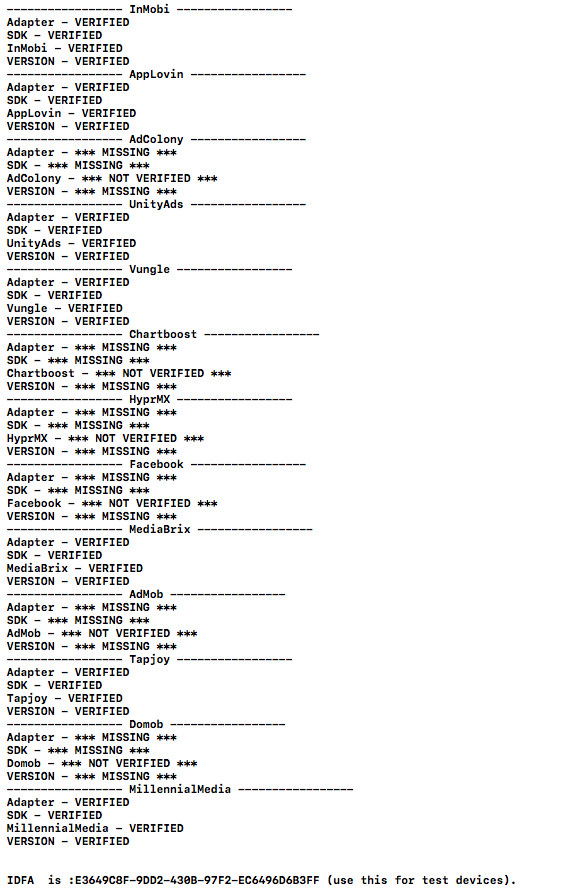 ----------------- InMobi -----------------
Adapter - VERIFIED
SDK - VERIFIED
InMobi - VERIFIED
VERSION - VERIFIED
----------------- AppLovin -----------------
Adapter - VERIFIED
SDK - VERIFIED
AppLovin - VERIFIED
VERSION - VERIFIED
----------------- AdColony -----------------
Adapter - *** MISSING ***
SDK - *** MISSING ***
AdColony - *** NOT VERIFIED ***
VERSION - *** MISSING ***
----------------- UnityAds -----------------
Adapter - VERIFIED
SDK - VERIFIED
UnityAds - VERIFIED
VERSION - VERIFIED
----------------- Vungle -----------------
Adapter - VERIFIED
SDK - VERIFIED
Vungle - VERIFIED
VERSION - VERIFIED
----------------- Chartboost -----------------
Adapter - *** MISSING ***
SDK - *** MISSING ***
Chartboost - *** NOT VERIFIED ***
VERSION - *** MISSING ***
----------------- HyprMX -----------------
Adapter - *** MISSING ***
SDK - *** MISSING ***
HyprMX - *** NOT VERIFIED ***
VERSION - *** MISSING ***
----------------- Facebook -----------------
Adapter - *** MISSING ***
SDK - *** MISSING ***
Facebook - *** NOT VERIFIED ***
VERSION - *** MISSING ***
----------------- MediaBrix -----------------
Adapter - VERIFIED
SDK - VERIFIED
MediaBrix - VERIFIED
VERSION - VERIFIED
----------------- AdMob -----------------
Adapter - *** MISSING ***
SDK - *** MISSING ***
AdMob - *** NOT VERIFIED ***
VERSION - *** MISSING ***
----------------- Tapjoy -----------------
Adapter - VERIFIED
SDK - VERIFIED
Tapjoy - VERIFIED
VERSION - VERIFIED
----------------- Domob -----------------
Adapter - *** MISSING ***
SDK - *** MISSING ***
Domob - *** NOT VERIFIED ***
VERSION - *** MISSING ***
----------------- MillennialMedia -----------------
Adapter - VERIFIED
SDK - VERIFIED
MillennialMedia - VERIFIED
VERSION - VERIFIED
IDFA  is :E3649C8F-9DD2-430B-97F2-EC6496D6B3FF (use this for test devices).